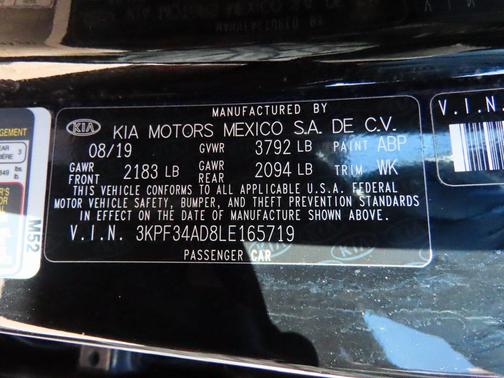 MANUFACTURED BY
KIA KIA MOTORS MEXICO S.A. DE C.V.
08/19 GVWR 3792 LB PAINT ABP
GAWR FRONT 2183 LB GAWR REAR 2094 LB TRIM WK
THIS VEHICLE CONFORMS TO ALL APPLICABLE U.S.A. FEDERAL
MOTOR VEHICLE SAFETY, BUMPER, AND THEFT PREVENTION STANDARDS
IN EFFECT ON THE DATE OF MANUFACTURE SHOWN ABOVE.
V.I.N. 3KPF34AD8LE165719
PASSENGER CAR
M52
V.I.N.